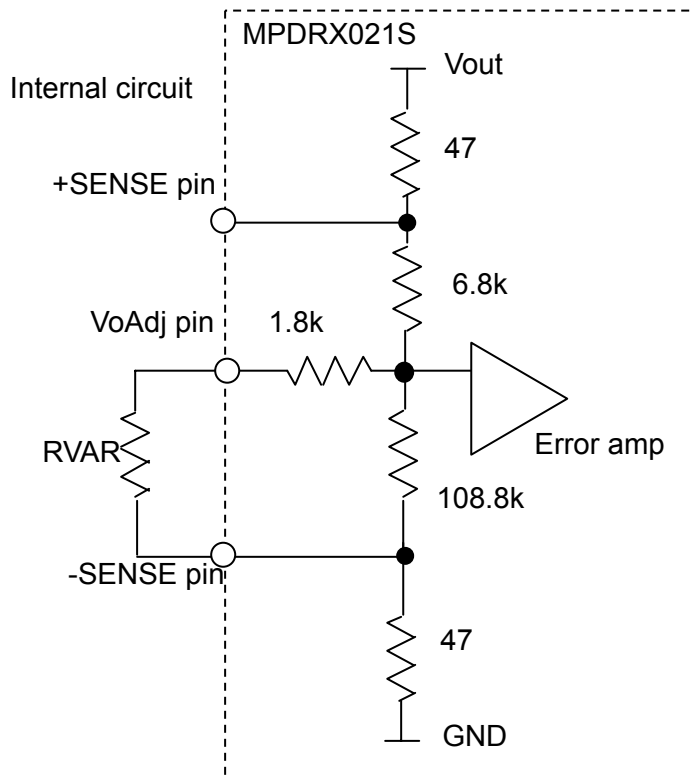 MPDRX021S
Vout
Internal circuit
47
+SENSE pin
6.8k
VoAdj pin
1.8k
RVAR
Error amp
108.8k
-SENSE pin
47
GND